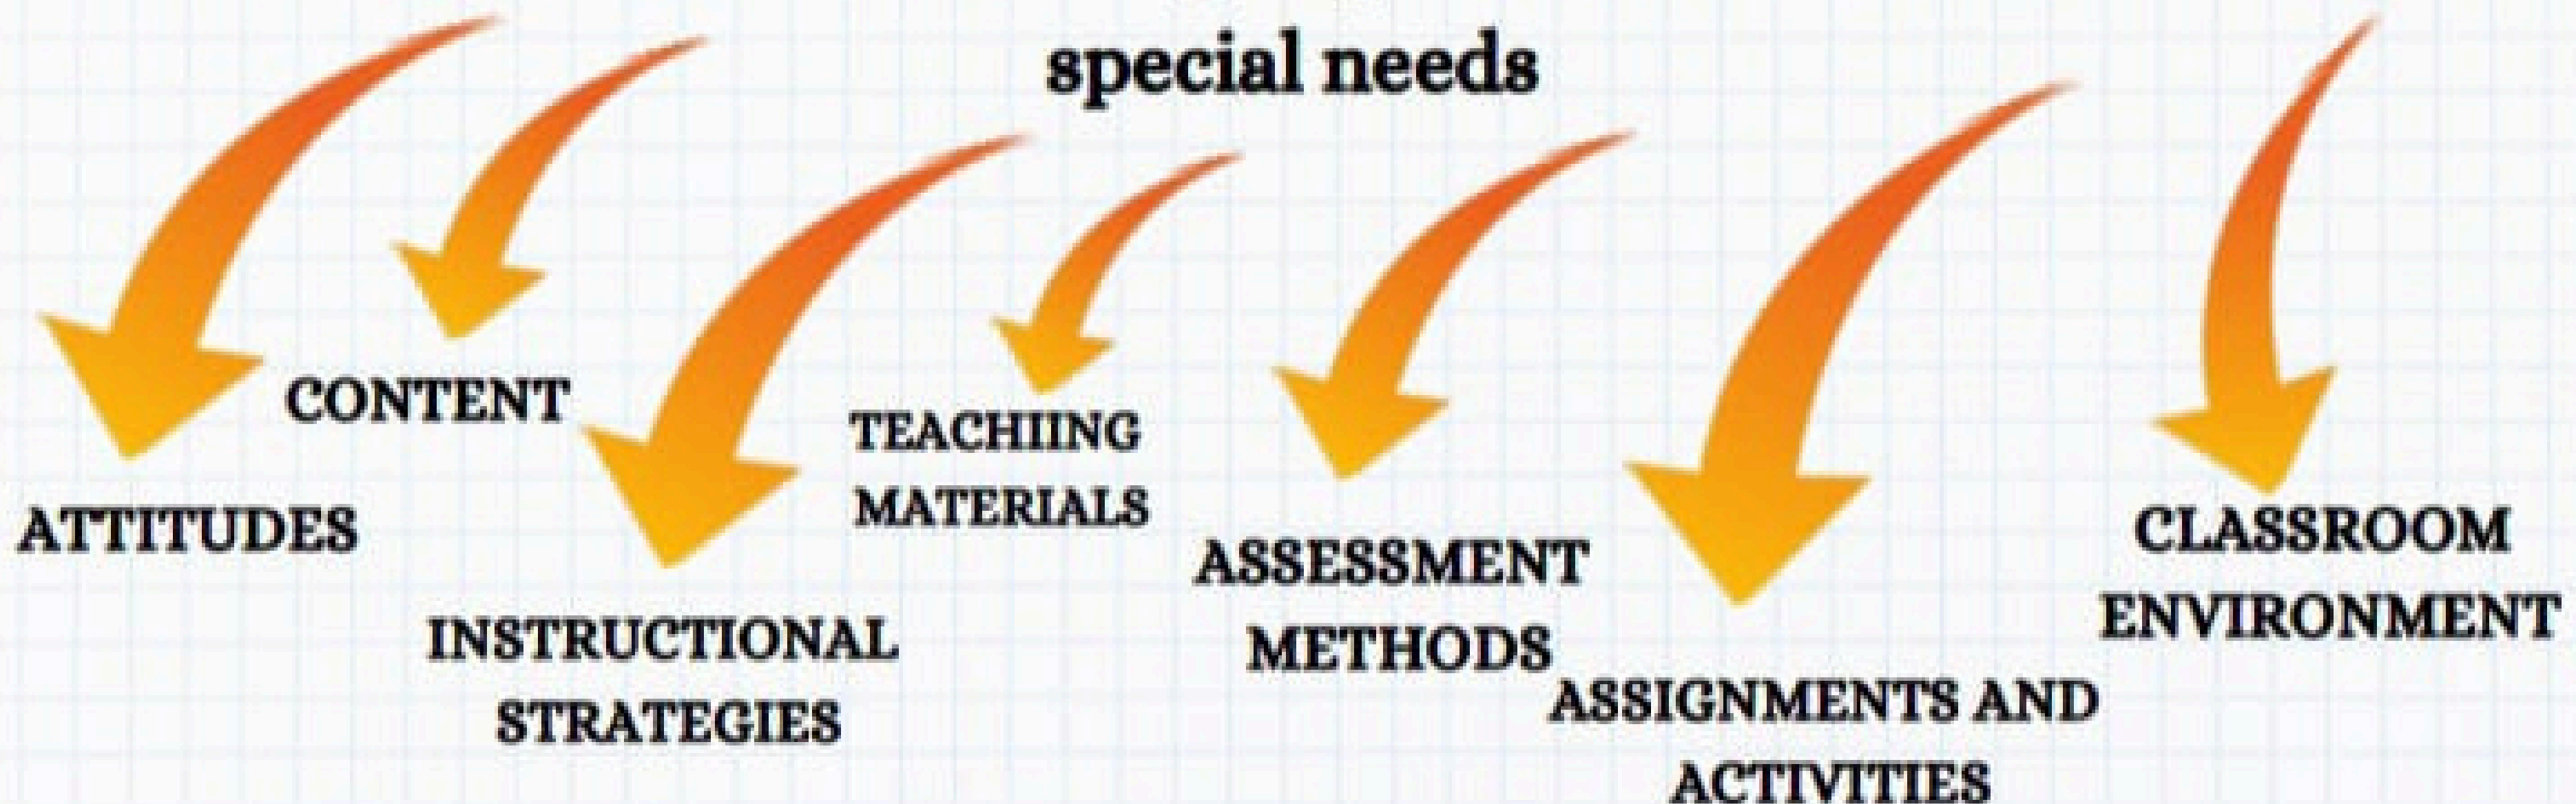 special needs
CONTENT
ATTITUDES
TEACHIING
MATERIALS
INSTRUCTIONAL
STRATEGIES
ASSESSMENT
METHODS
ASSIGNMENTS AND
ACTIVITIES
CLASSROOM
ENVIRONMENT